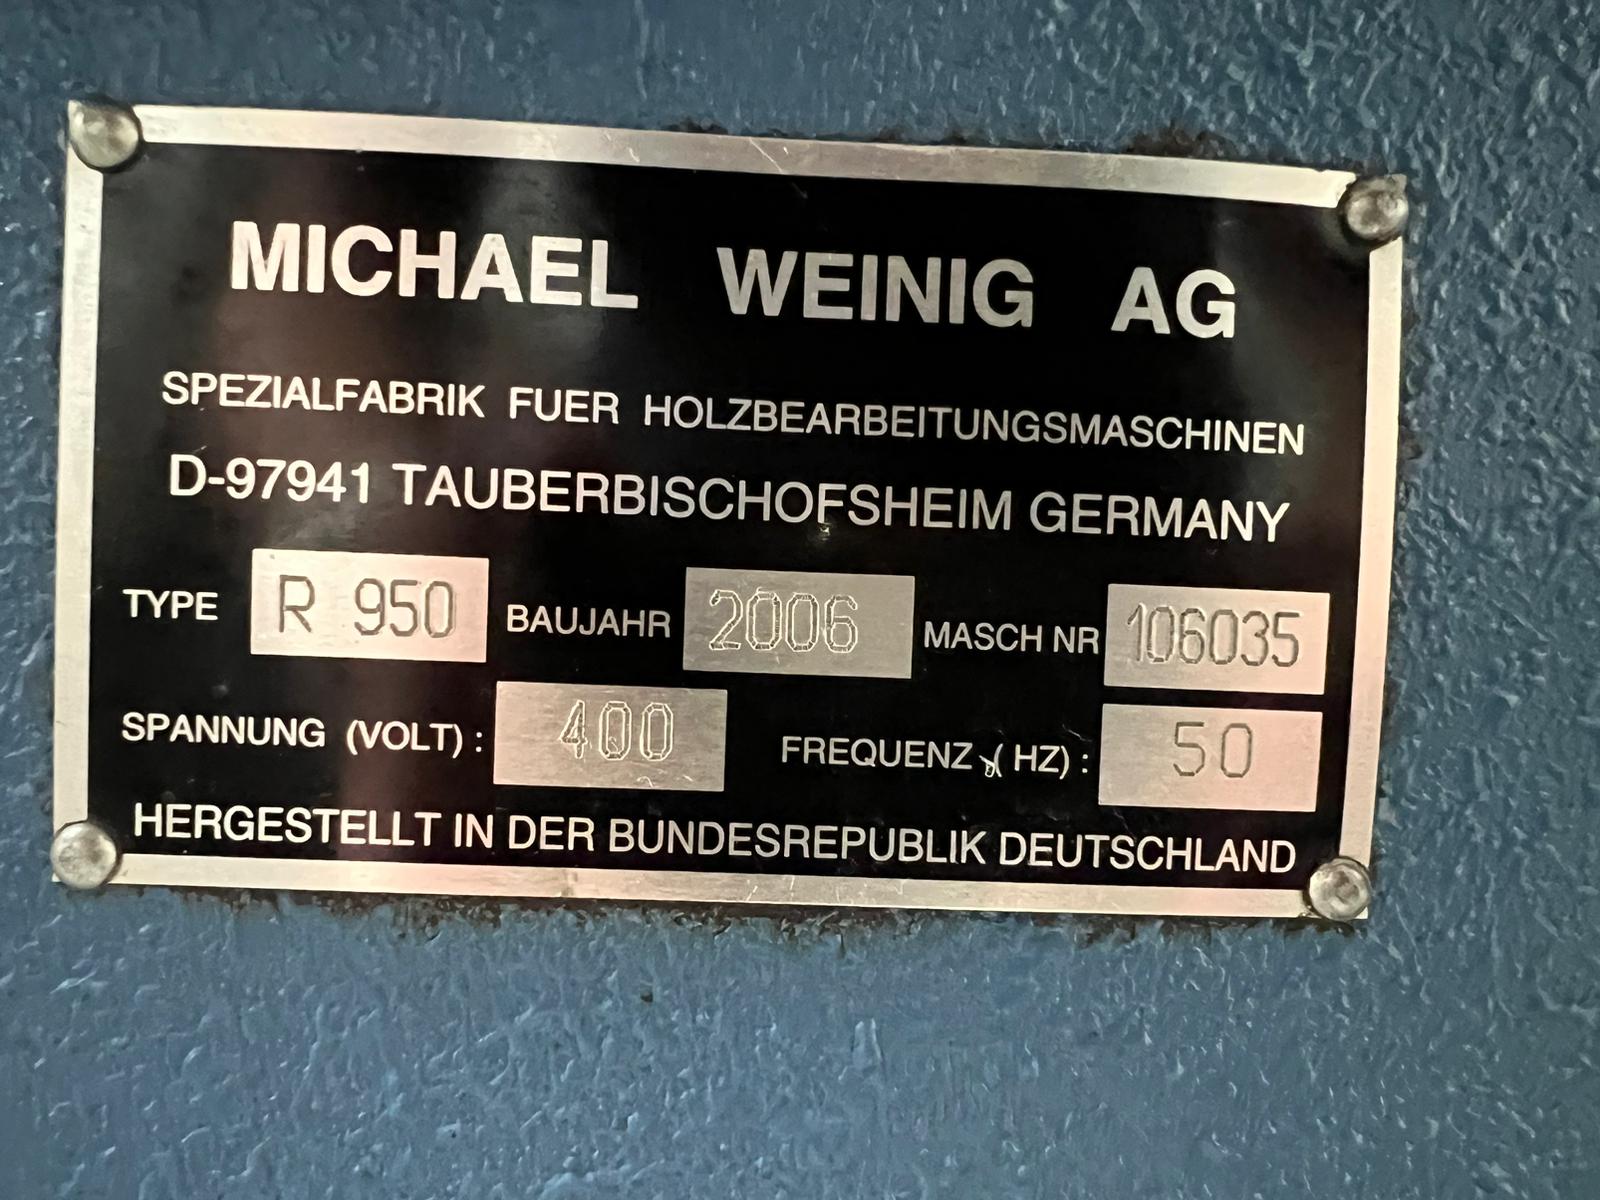 MICHAEL WEINIG AG
SPEZIALFABRIK FUER HOLZBEARBEITUNGSMASCHINEN
D-97941 TAUBERBISCHOFSHEIM GERMANY
TYPE R 950 BAUJAHR 2006 MASCH NR 106035
SPANNUNG (VOLT) : 400 FREQUENZ ( HZ) : 50
HERGESTELLT IN DER BUNDESREPUBLIK DEUTSCHLAND